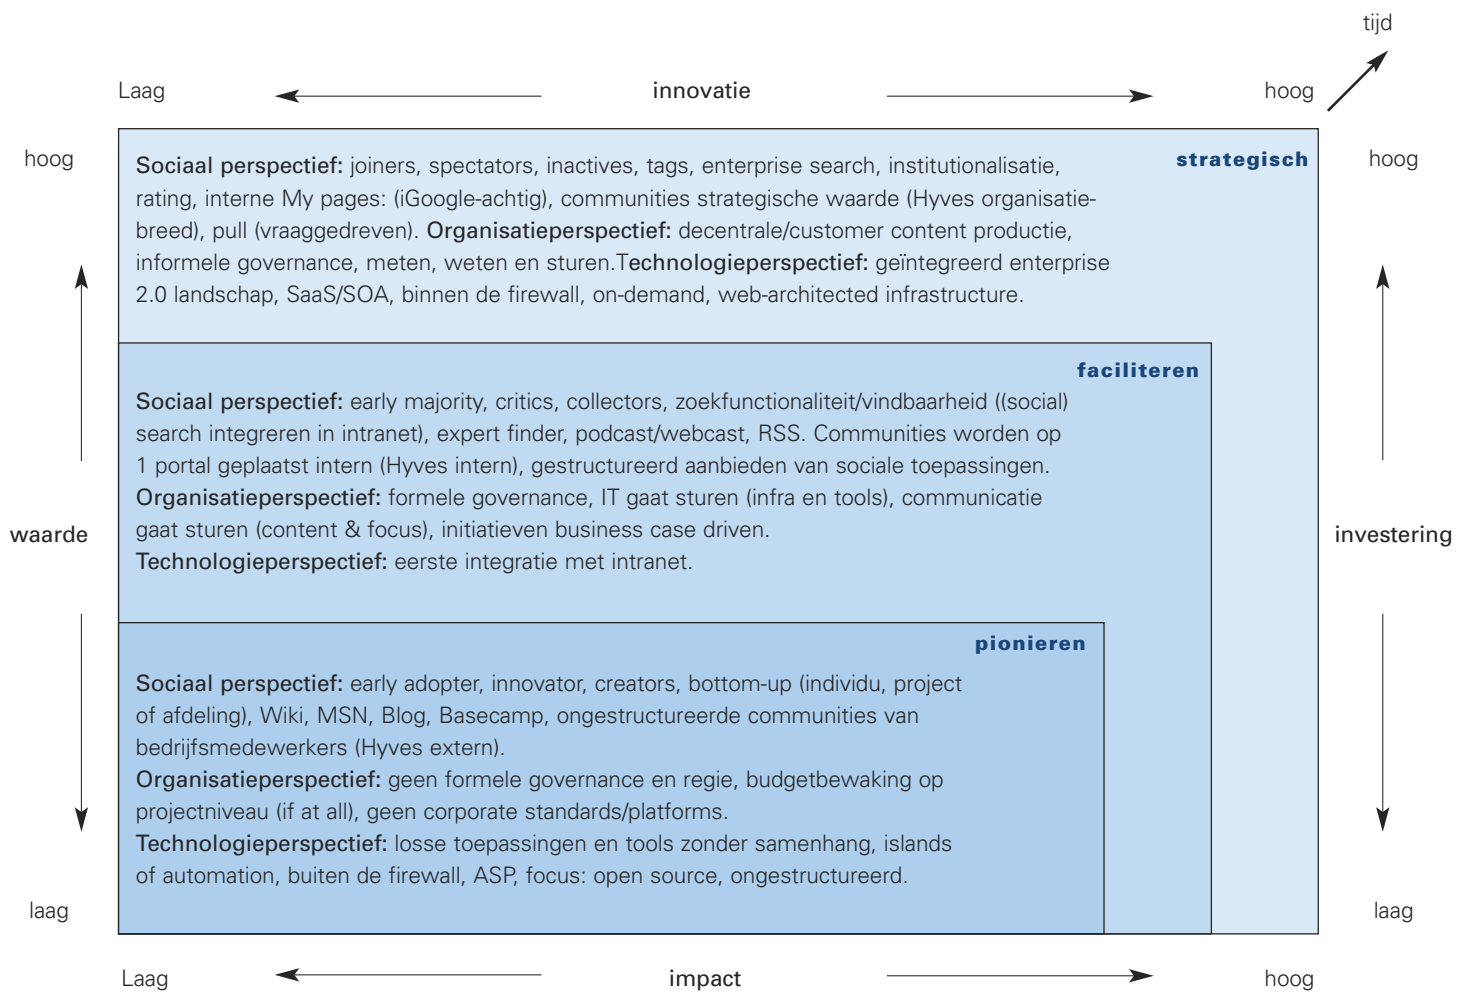 tijd
Laag innovatie hoog
hoog strategisch hoog
Sociaal perspectief: joiners, spectators, inactives, tags, enterprise search, institutionalisatie,
rating, interne My pages: (iGoogle-achtig), communities strategische waarde (Hyves organisatie-
breed), pull (vraaggedreven). Organisatieperspectief: decentrale/customer content productie,
informele governance, meten, weten en sturen.Technologieperspectief: geïntegreerd enterprise
2.0 landschap, SaaS/SOA, binnen de firewall, on-demand, web-architected infrastructure.
faciliteren
Sociaal perspectief: early majority, critics, collectors, zoekfunctionaliteit/vindbaarheid ((social)
search integreren in intranet), expert finder, podcast/webcast, RSS. Communities worden op
1 portal geplaatst intern (Hyves intern), gestructureerd aanbieden van sociale toepassingen.
Organisatieperspectief: formele governance, IT gaat sturen (infra en tools), communicatie
gaat sturen (content & focus), initiatieven business case driven.
waarde investering
Technologieperspectief: eerste integratie met intranet.
pionieren
Sociaal perspectief: early adopter, innovator, creators, bottom-up (individu, project
of afdeling), Wiki, MSN, Blog, Basecamp, ongestructureerde communities van
bedrijfsmedewerkers (Hyves extern).
Organisatieperspectief: geen formele governance en regie, budgetbewaking op
projectniveau (if at all), geen corporate standards/platforms.
Technologieperspectief: losse toepassingen en tools zonder samenhang, islands
of automation, buiten de firewall, ASP, focus: open source, ongestructureerd.
laag laag
Laag impact hoog